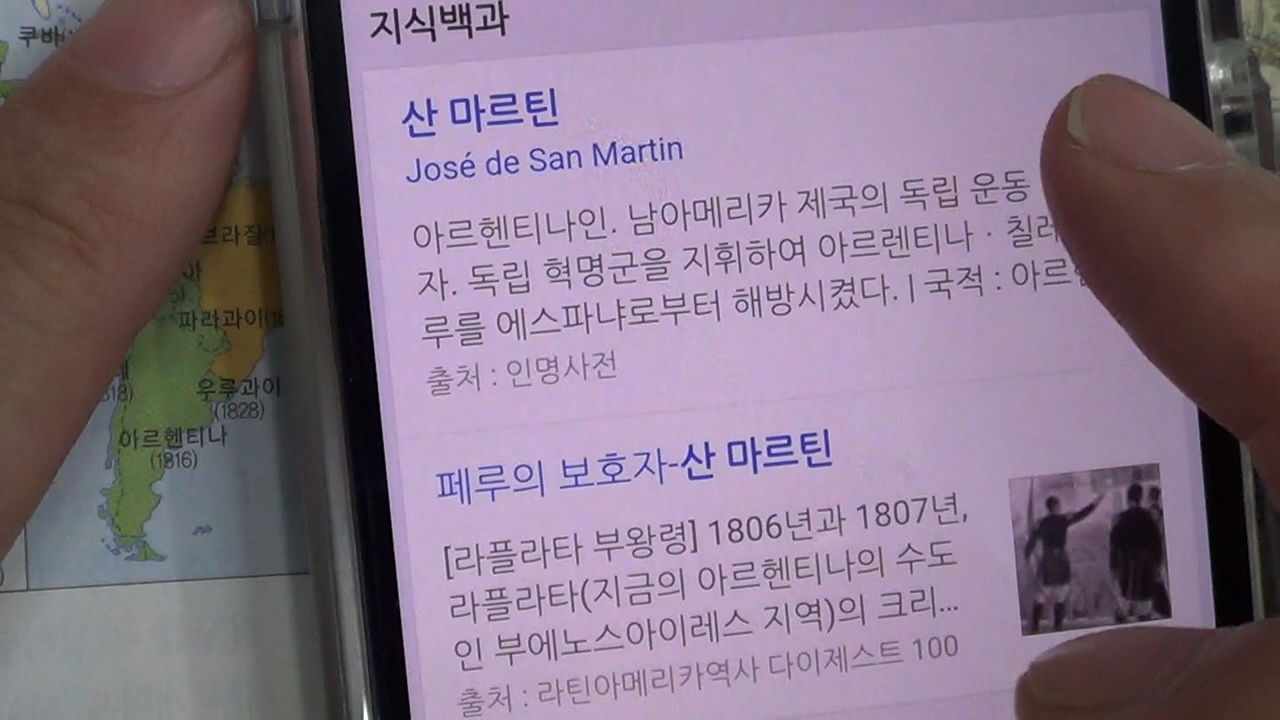 지식백과
산 마르틴
José de San Martin
아르헨티나인. 남아메리카 제국의 독립 운동
자. 독립 혁명군을 지휘하여 아르렌티나 · 칠레
루를 에스파냐로부터 해방시켰다. | 국적 : 아르
출처 : 인명사전
페루의 보호자-산 마르틴
[라플라타 부왕령] 1806년과 1807년,
라플라타(지금의 아르헨티나의 수도
인 부에노스아이레스 지역)의 크리...
출처 : 라틴아메리카역사 다이제스트 100
쿠바
브라질
파라과이
우루과이
(1828)
아르헨티나
(1816)